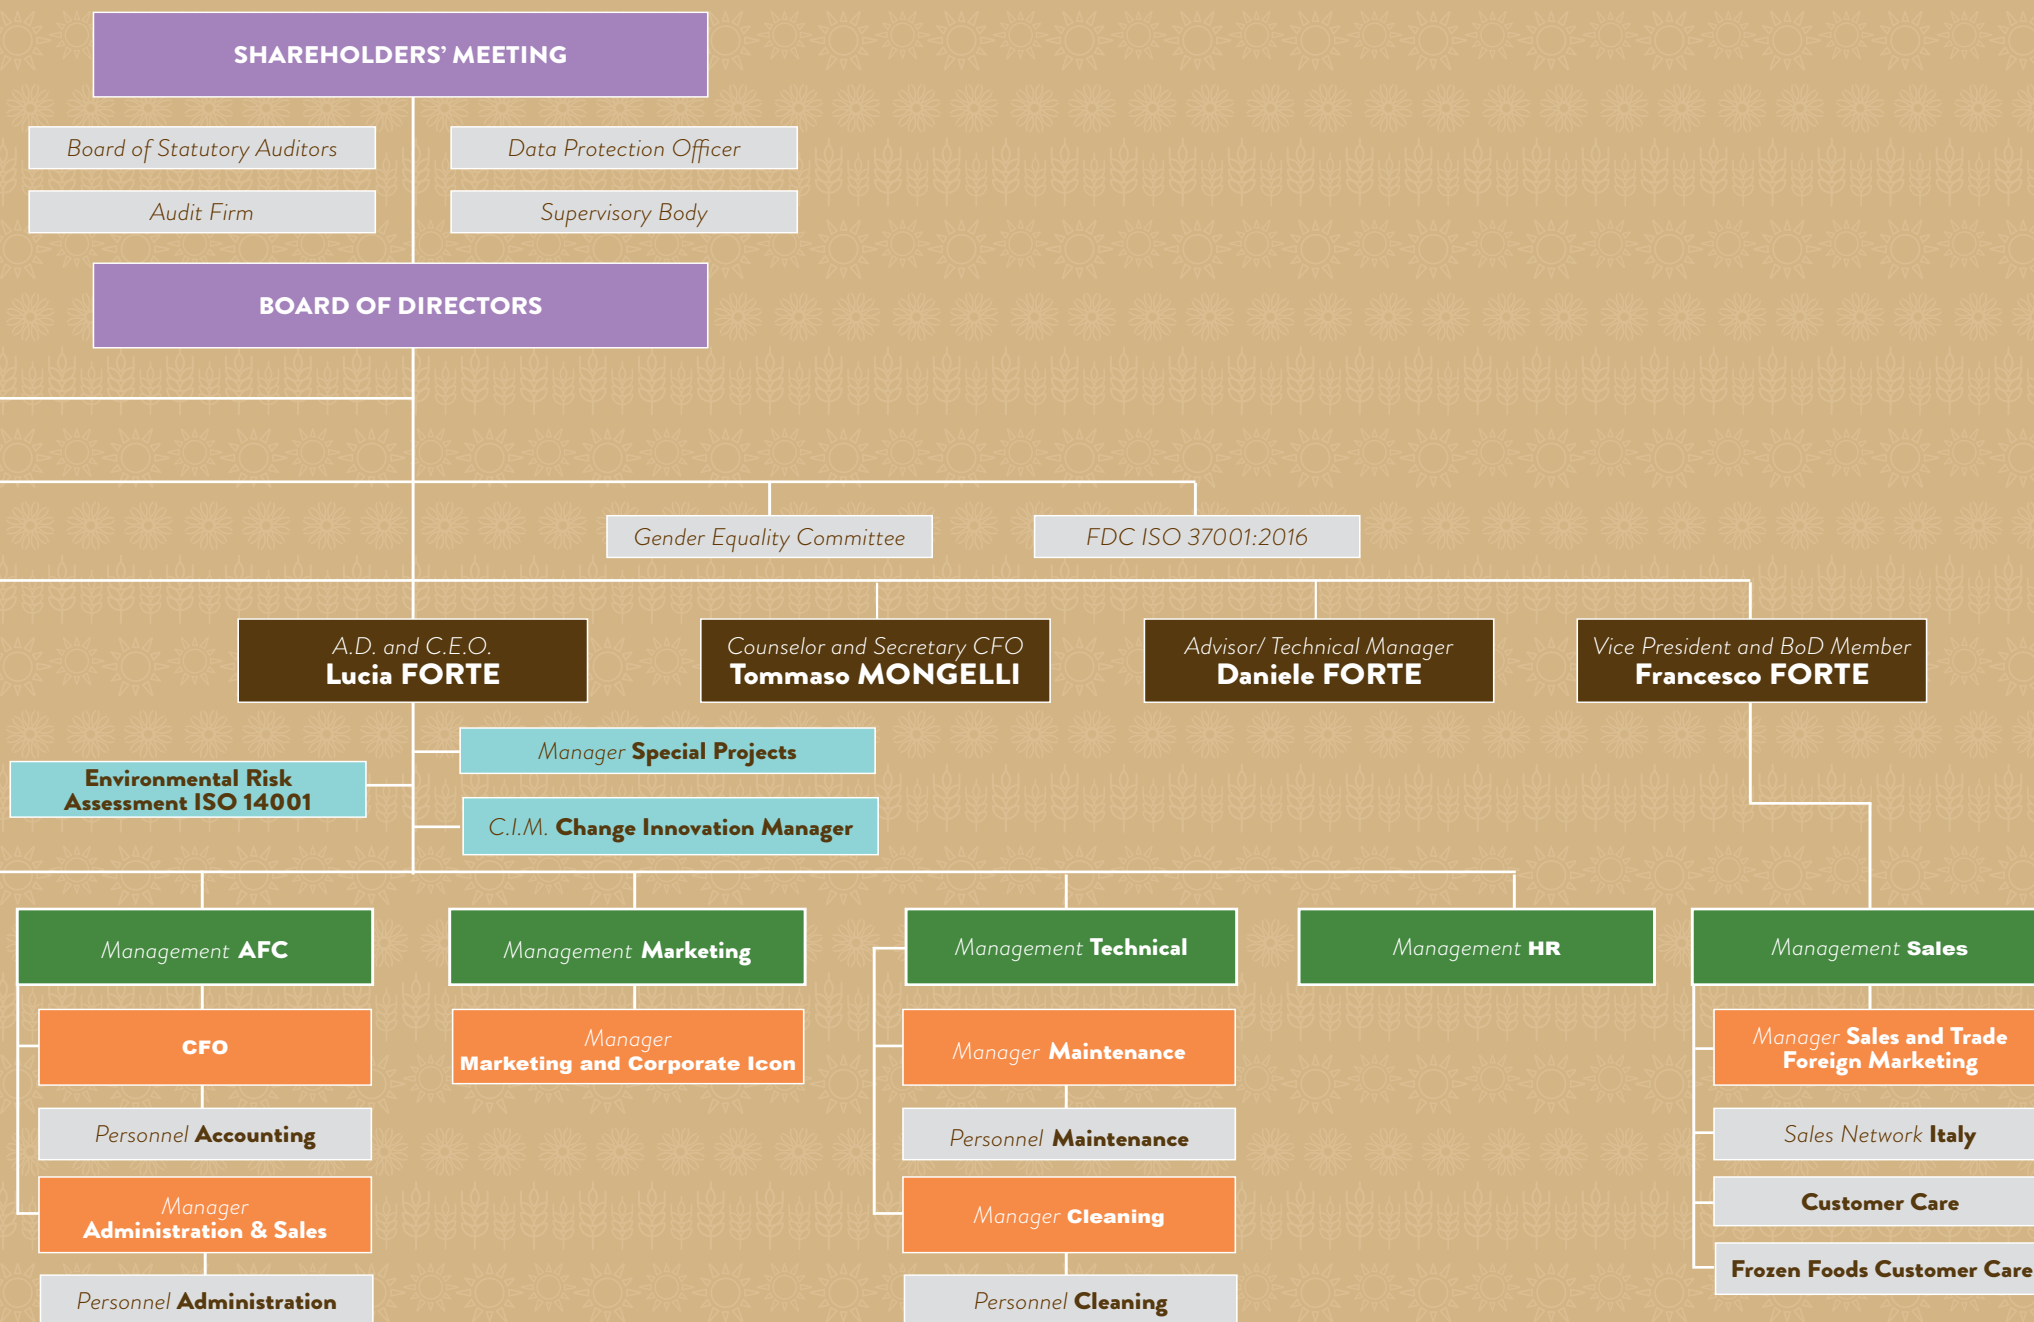 SHAREHOLDERS’ MEETING
Board of Statutory Auditors
Data Protection Officer
Audit Firm
Supervisory Body
BOARD OF DIRECTORS
Gender Equality Committee
FDC ISO 37001:2016
A.D. and C.E.O.
Lucia FORTE
Counselor and Secretary CFO
Tommaso MONGELLI
Advisor/ Technical Manager
Daniele FORTE
Vice President and BoD Member
Francesco FORTE
Manager Special Projects
Environmental Risk
Assessment ISO 14001
C.I.M. Change Innovation Manager
Management AFC
Management Marketing
Management Technical
Management HR
Management Sales
CFO
Manager
Marketing and Corporate Icon
Manager Maintenance
Manager Sales and Trade
Foreign Marketing
Personnel Accounting
Personnel Maintenance
Sales Network Italy
Manager
Administration & Sales
Manager Cleaning
Customer Care
Frozen Foods Customer Care
Personnel Administration
Personnel Cleaning